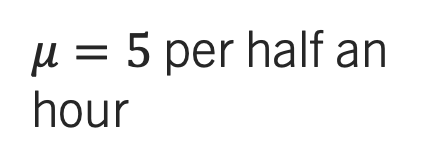 μ = 5 per half an
hour